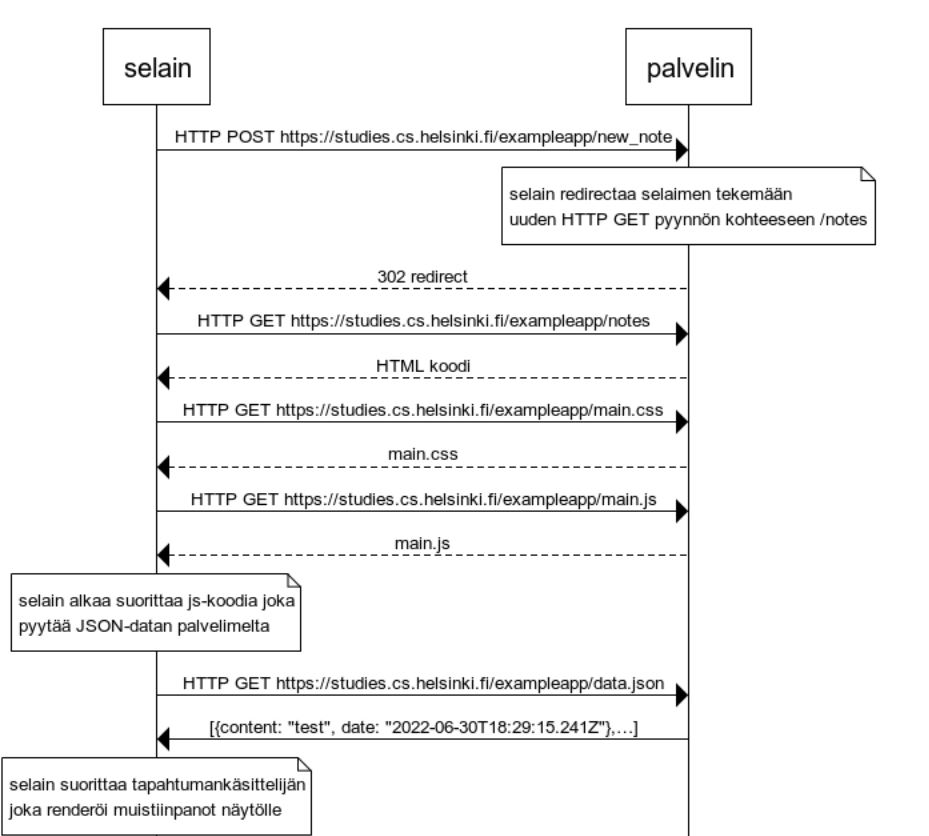 selain
palvelin
HTTP POST https://studies.cs.helsinki.fi/exampleapp/new_note
selain redirectaa selaimen tekemään
uuden HTTP GET pyynnön kohteeseen /notes
302 redirect
HTTP GET https://studies.cs.helsinki.fi/exampleapp/notes
HTML koodi
HTTP GET https://studies.cs.helsinki.fi/exampleapp/main.css
main.css
HTTP GET https://studies.cs.helsinki.fi/exampleapp/main.js
main.js
selain alkaa suorittaa js-koodia joka
pyytää JSON-datan palvelimelta
HTTP GET https://studies.cs.helsinki.fi/exampleapp/data.json
[{content: "test", date: "2022-06-30T18:29:15.241Z"},...]
selain suorittaa tapahtumankäsittelijän
joka renderöi muistiinpanot näytölle